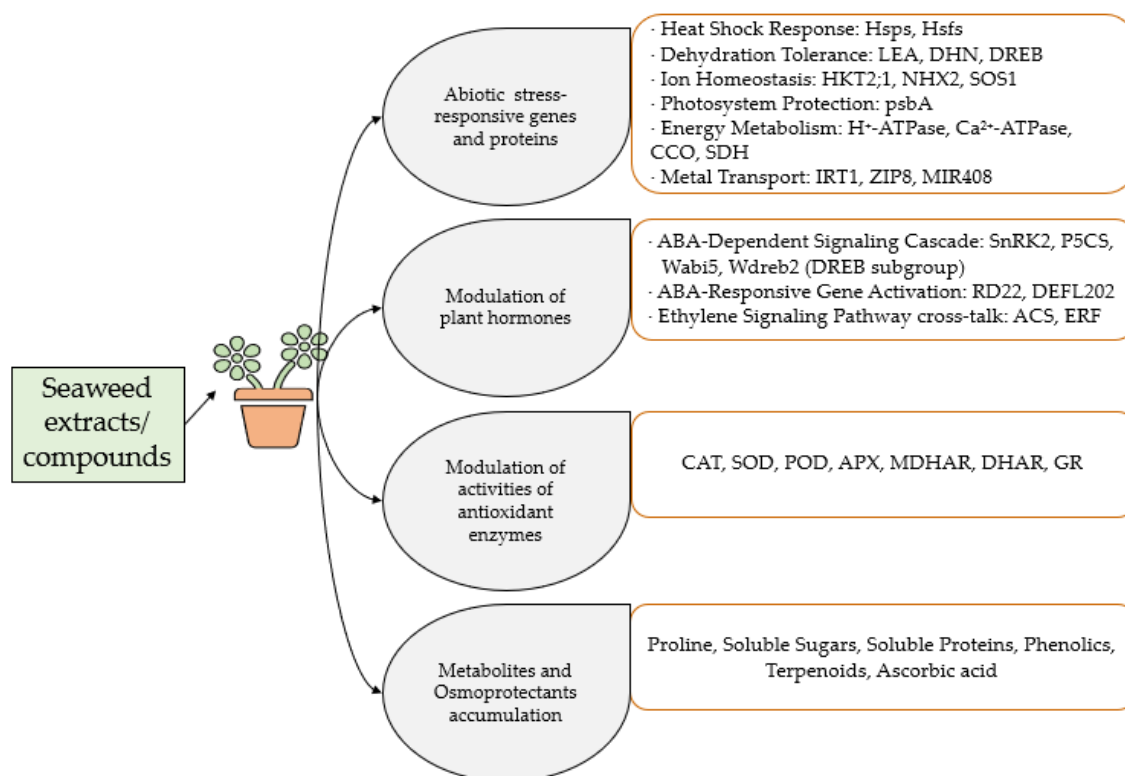 Seaweed
extracts/
compounds
Abiotic stress-
responsive genes
and proteins
· Heat Shock Response: Hsps, Hsfs
· Dehydration Tolerance: LEA, DHN, DREB
· Ion Homeostasis: HKT2;1, NHX2, SOS1
· Photosystem Protection: psbA
· Energy Metabolism: H⁺-ATPase, Ca²⁺-ATPase,
CCO, SDH
· Metal Transport: IRT1, ZIP8, MIR408
Modulation of
plant hormones
· ABA-Dependent Signaling Cascade: SnRK2, P5CS,
Wabi5, Wdreb2 (DREB subgroup)
· ABA-Responsive Gene Activation: RD22, DEFL202
· Ethylene Signaling Pathway cross-talk: ACS, ERF
Modulation of
activities of
antioxidant
enzymes
CAT, SOD, POD, APX, MDHAR, DHAR, GR
Metabolites and
Osmoprotectants
accumulation
Proline, Soluble Sugars, Soluble Proteins, Phenolics,
Terpenoids, Ascorbic acid